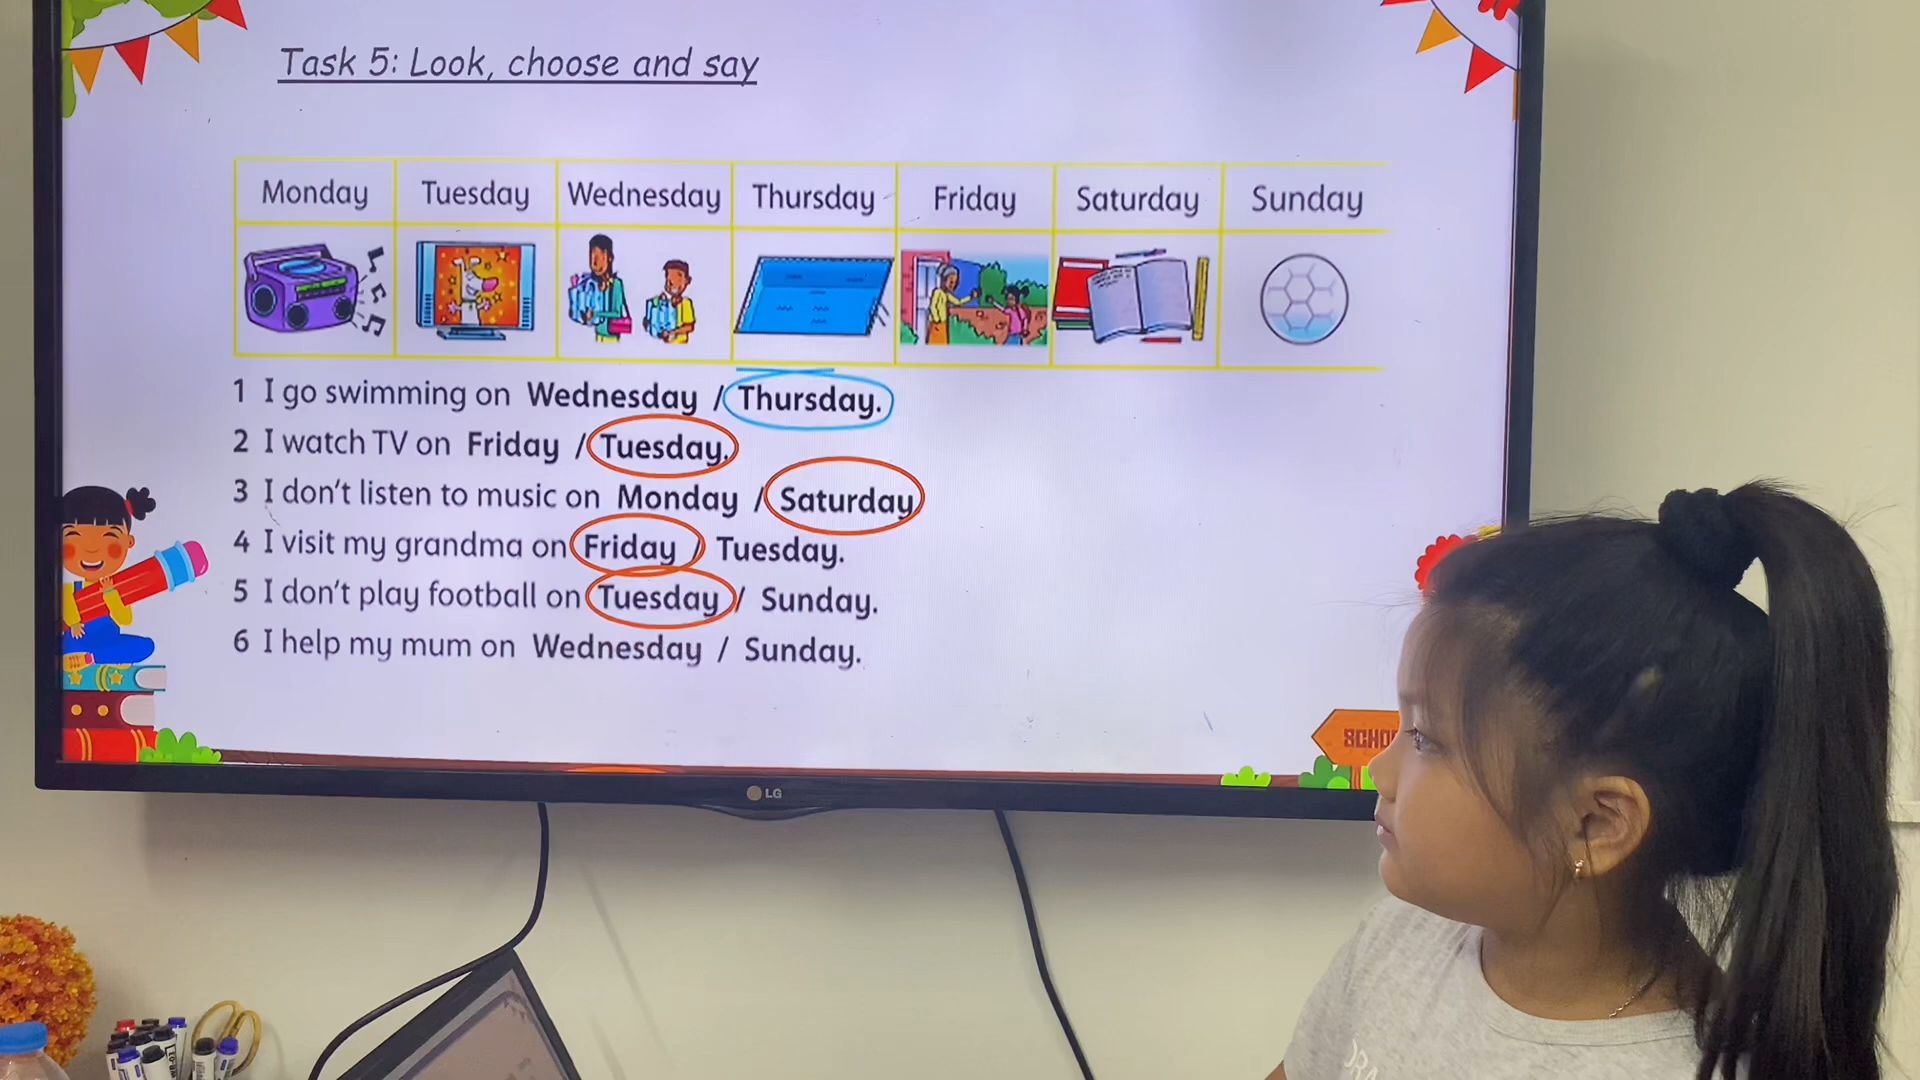 Task 5: Look, choose and say
Monday Tuesday Wednesday Thursday Friday Saturday Sunday
1 I go swimming on Wednesday / Thursday.
2 I watch TV on Friday / Tuesday.
3 I don't listen to music on Monday / Saturday
4 I visit my grandma on Friday / Tuesday.
5 I don't play football on Tuesday / Sunday.
6 I help my mum on Wednesday / Sunday.
LG